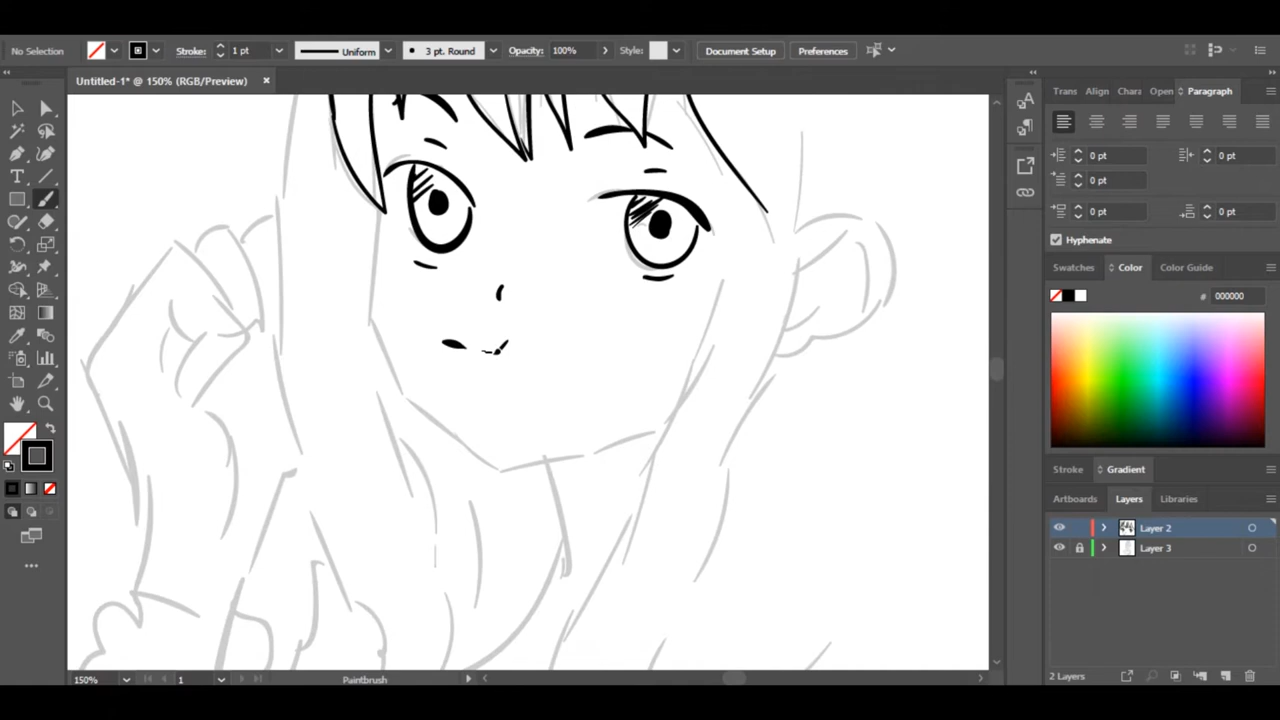 No Selection Stroke: 1 pt Uniform 3 pt. Round Opacity: 100% Style: Document Setup Preferences
Untitled-1* @ 150% (RGB/Preview) ×
Trans Align Chara Open Paragraph
0 pt 0 pt
0 pt
0 pt 0 pt
Hyphenate
Swatches Color Color Guide
# 000000
Stroke Gradient
Artboards Layers Libraries
Layer 2
Layer 3
150% 1 Paintbrush 2 Layers